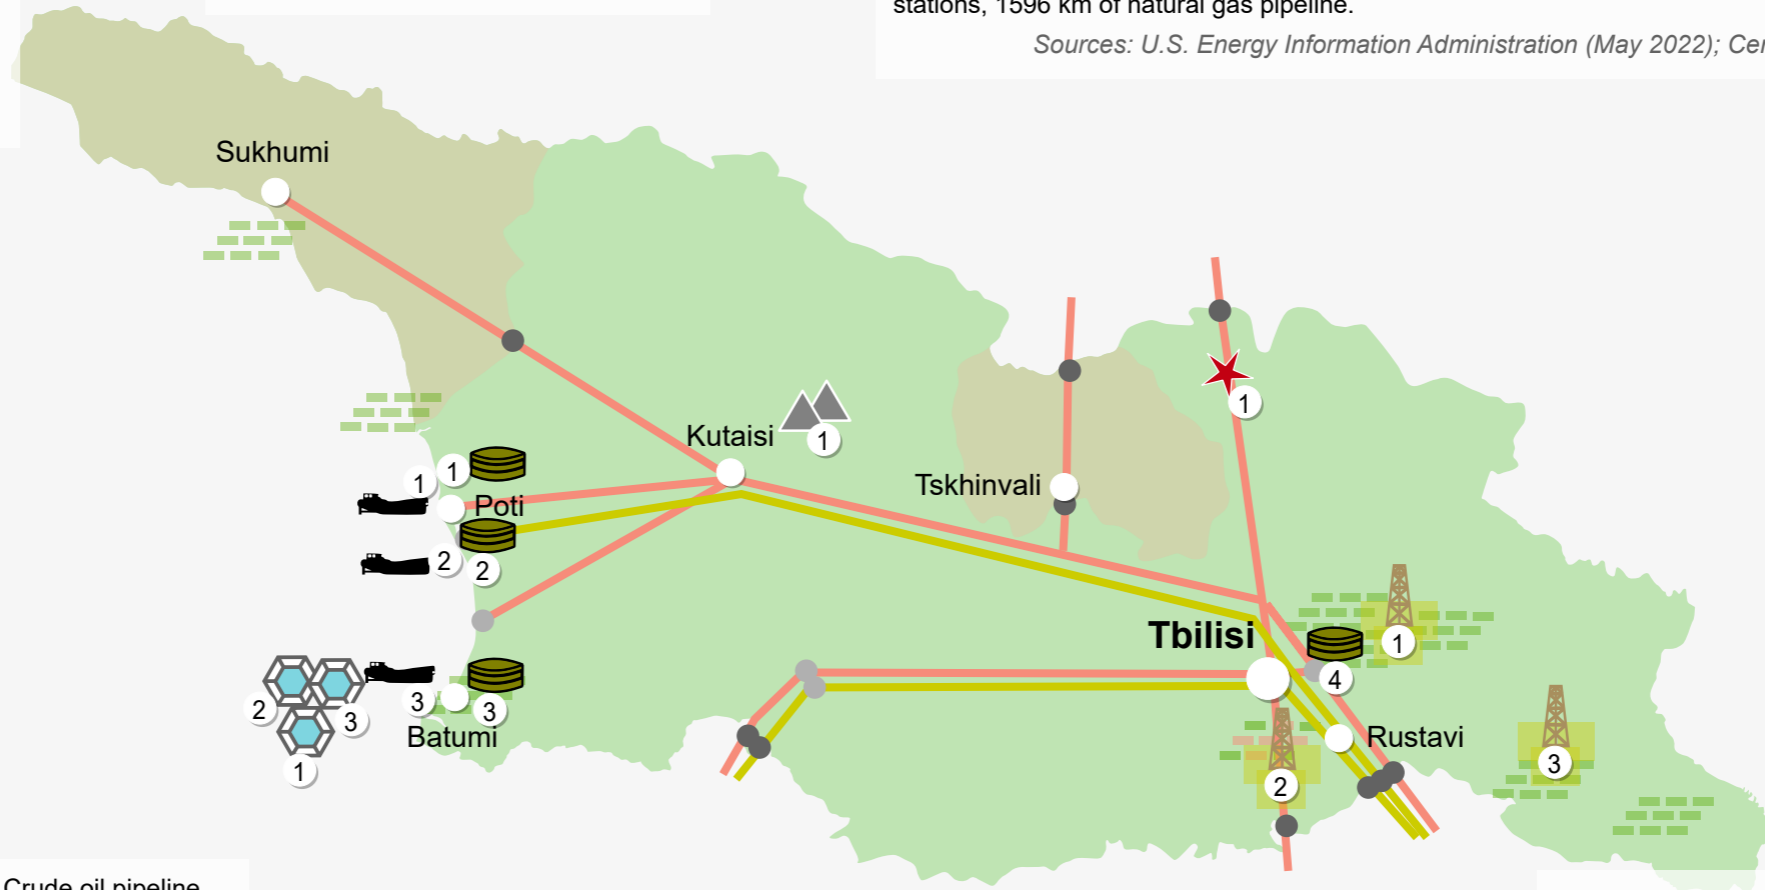 stations, 1596 km of natural gas pipeline.
Sources: U.S. Energy Information Administration (May 2022); Cer
Sukhumi
1
Kutaisi
1
Tskhinvali
1
1
Poti
2
2
1
Tbilisi
4
2
3
3
3
Batumi
1
Rustavi
2
3
Crude oil pipeline